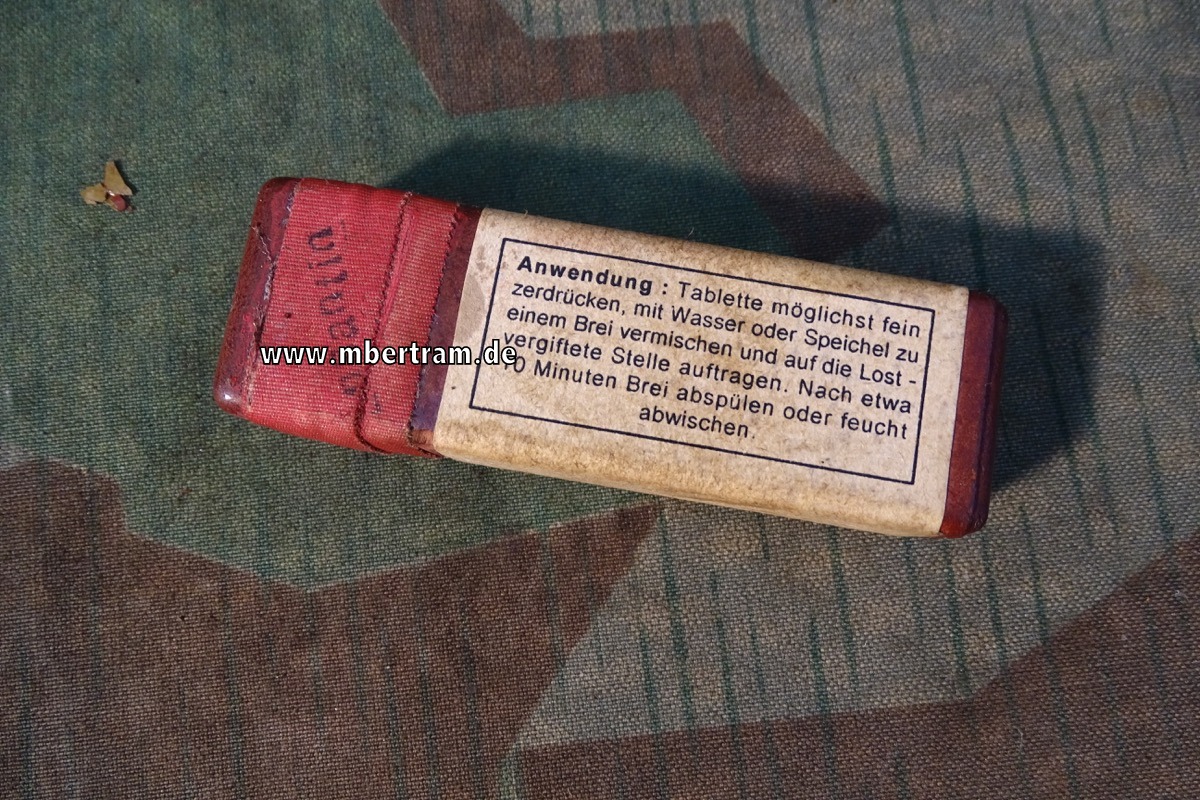 Anwendung : Tablette möglichst fein
zerdrücken, mit Wasser oder Speichel zu
einem Brei vermischen und auf die Lost -
vergiftete Stelle auftragen. Nach etwa
10 Minuten Brei abspülen oder feucht
abwischen.
www.mbertram.de